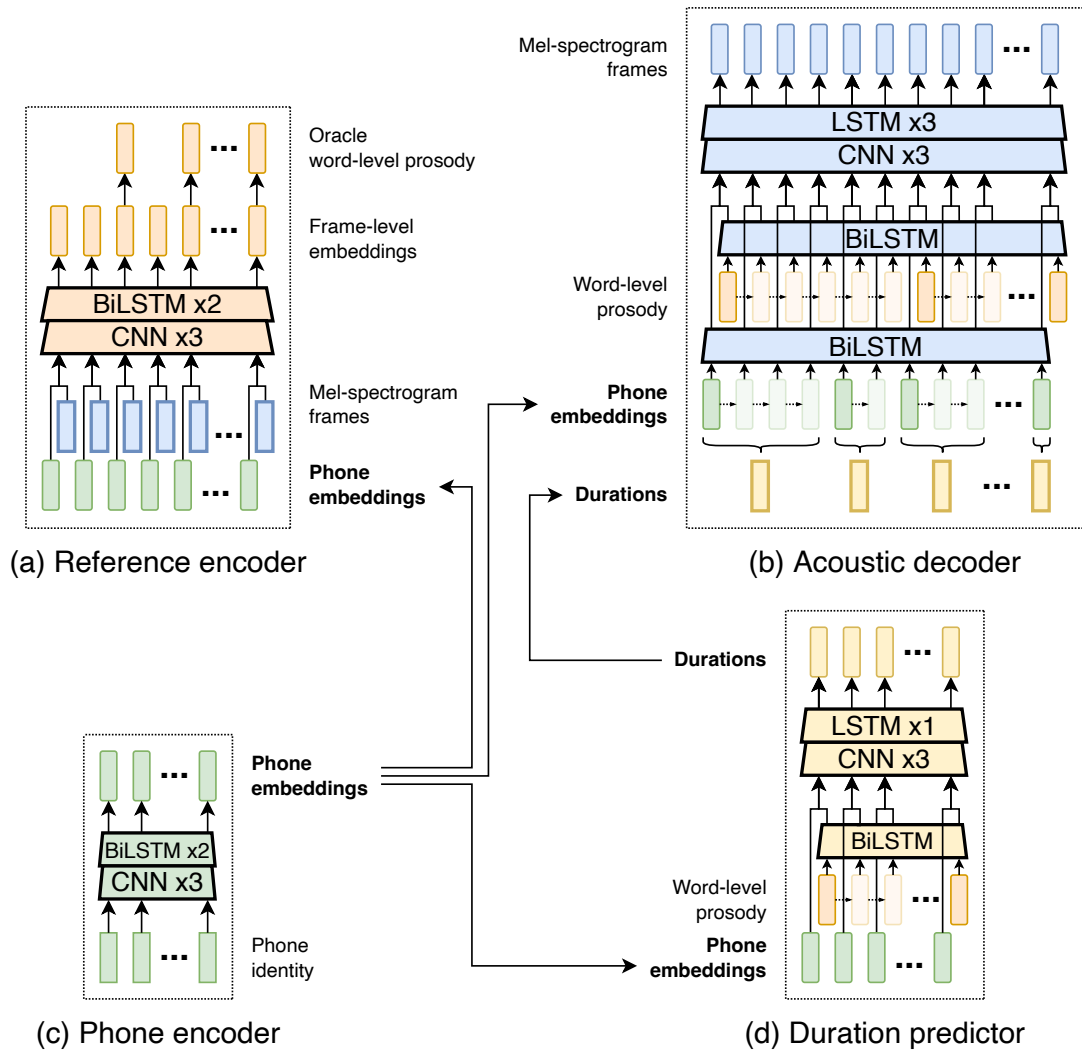 Oracle
word-level prosody
Frame-level
embeddings
BiLSTM x2
CNN x3
Mel-spectrogram
frames
Phone
embeddings
(a) Reference encoder
Mel-spectrogram
frames
LSTM x3
CNN x3
BiLSTM
Word-level
prosody
BiLSTM
Phone
embeddings
Durations
(b) Acoustic decoder
Phone
embeddings
BiLSTM x2
CNN x3
Phone
identity
(c) Phone encoder
Durations
LSTM x1
CNN x3
BiLSTM
Word-level
prosody
Phone
embeddings
(d) Duration predictor